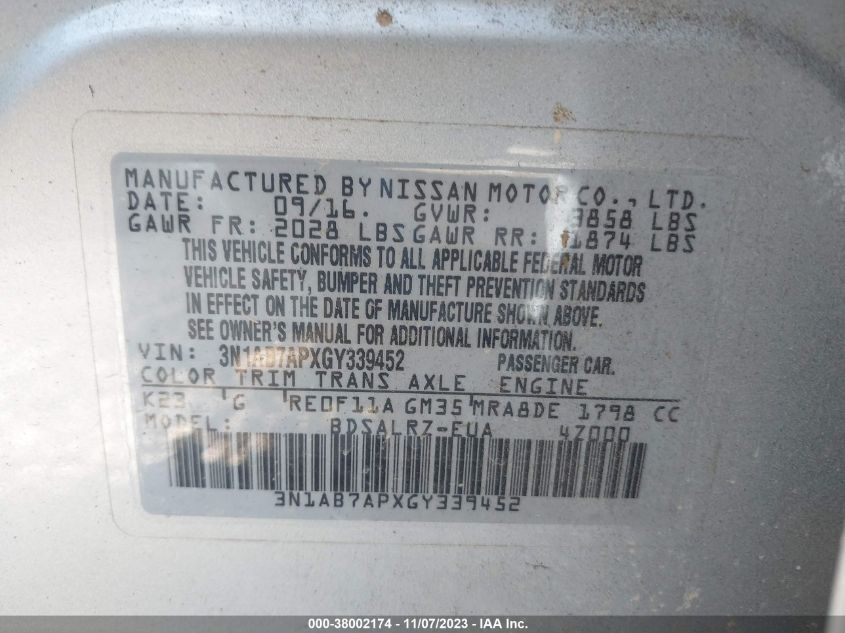 MANUFACTURED BY NISSAN MOTOR CO., LTD.
DATE: 09/16. GVWR: 3858 LBS
GAWR FR: 2028 LBS GAWR RR: 1874 LBS
THIS VEHICLE CONFORMS TO ALL APPLICABLE FEDERAL MOTOR
VEHICLE SAFETY, BUMPER AND THEFT PREVENTION STANDARDS
IN EFFECT ON THE DATE OF MANUFACTURE SHOWN ABOVE.
SEE OWNER'S MANUAL FOR ADDITIONAL INFORMATION.
VIN: 3N1AB7APXGY339452 PASSENGER CAR.
COLOR TRIM TRANS AXLE ENGINE
K23 G RE0F11A GM35 MRA8DE 1798 CC
MODEL: BDSALRZ-EUA 4Z000
3N1AB7APXGY339452
000-38002174 - 11/07/2023 - IAAI, Inc.